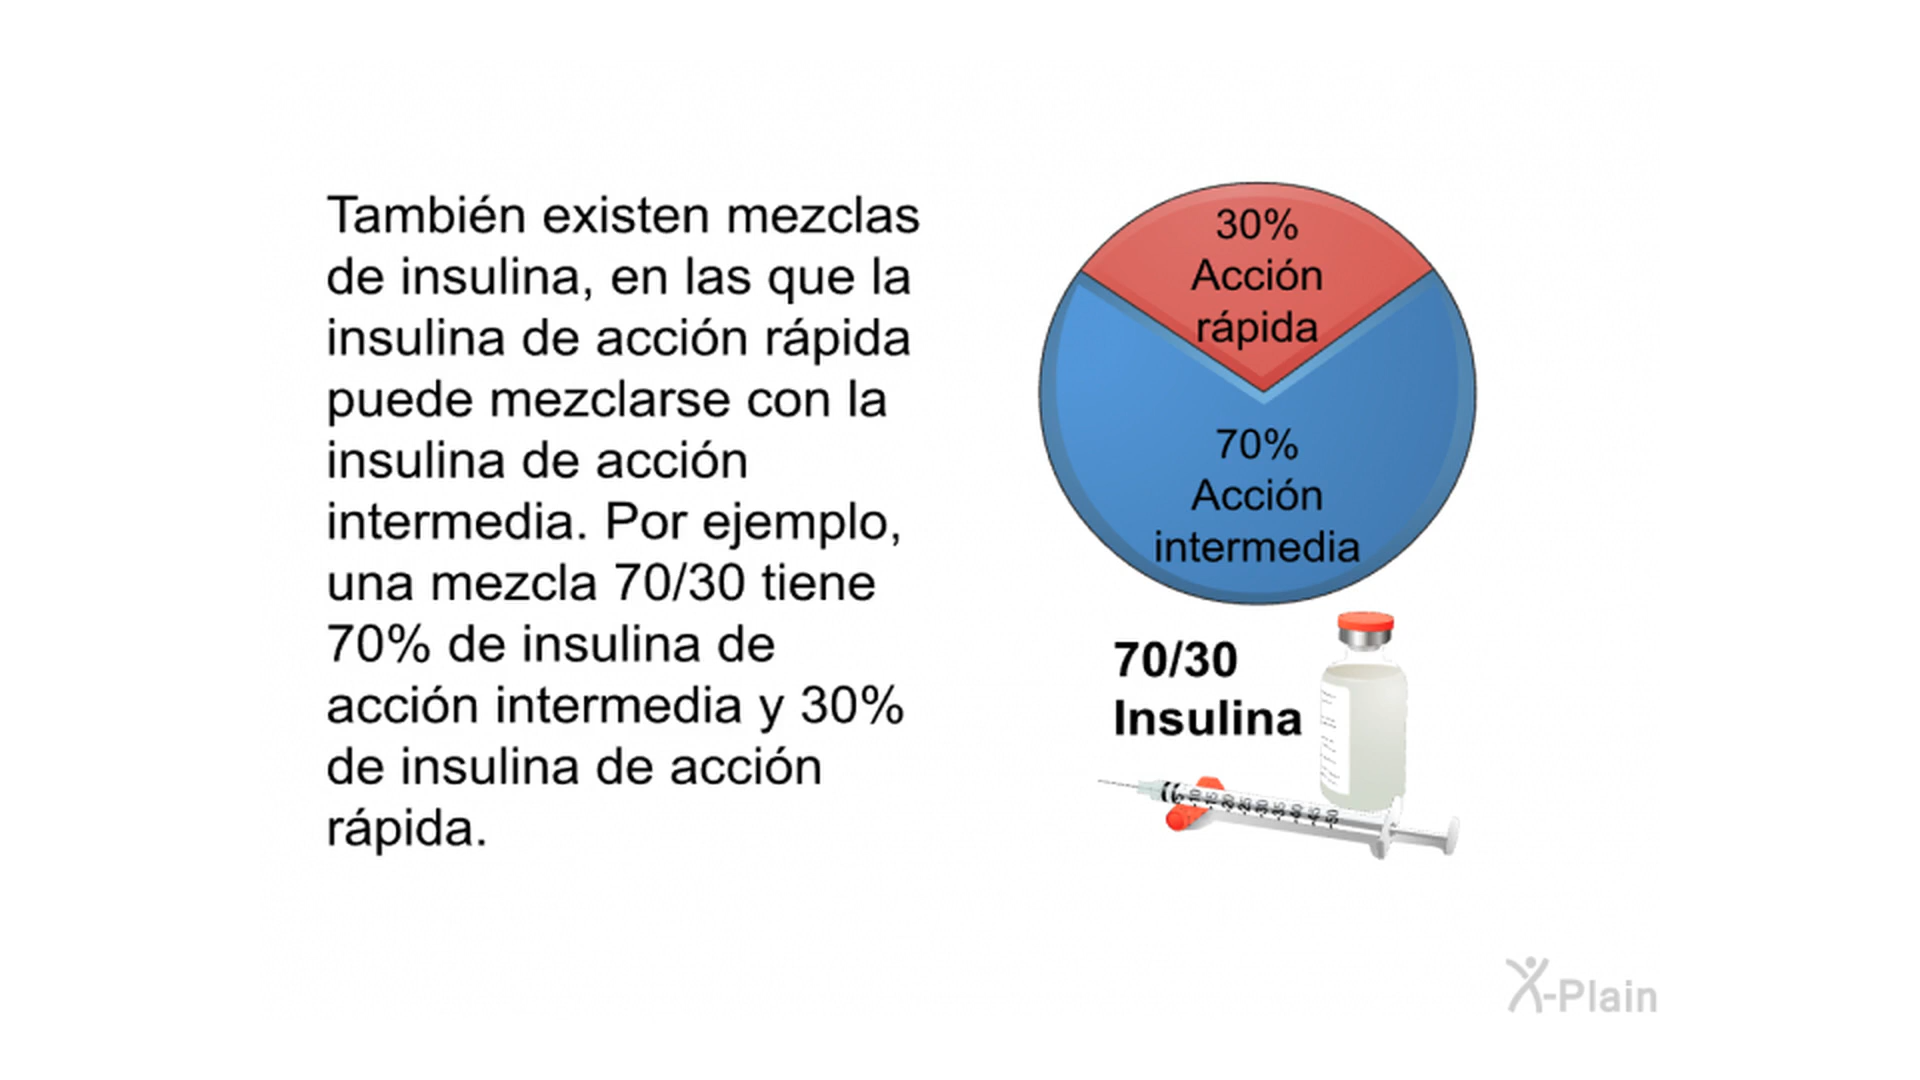 También existen mezclas
de insulina, en las que la
insulina de acción rápida
puede mezclarse con la
insulina de acción
intermedia. Por ejemplo,
una mezcla 70/30 tiene
70% de insulina de
acción intermedia y 30%
de insulina de acción
rápida.
30%
Acción
rápida
70%
Acción
intermedia
70/30
Insulina
X-Plain